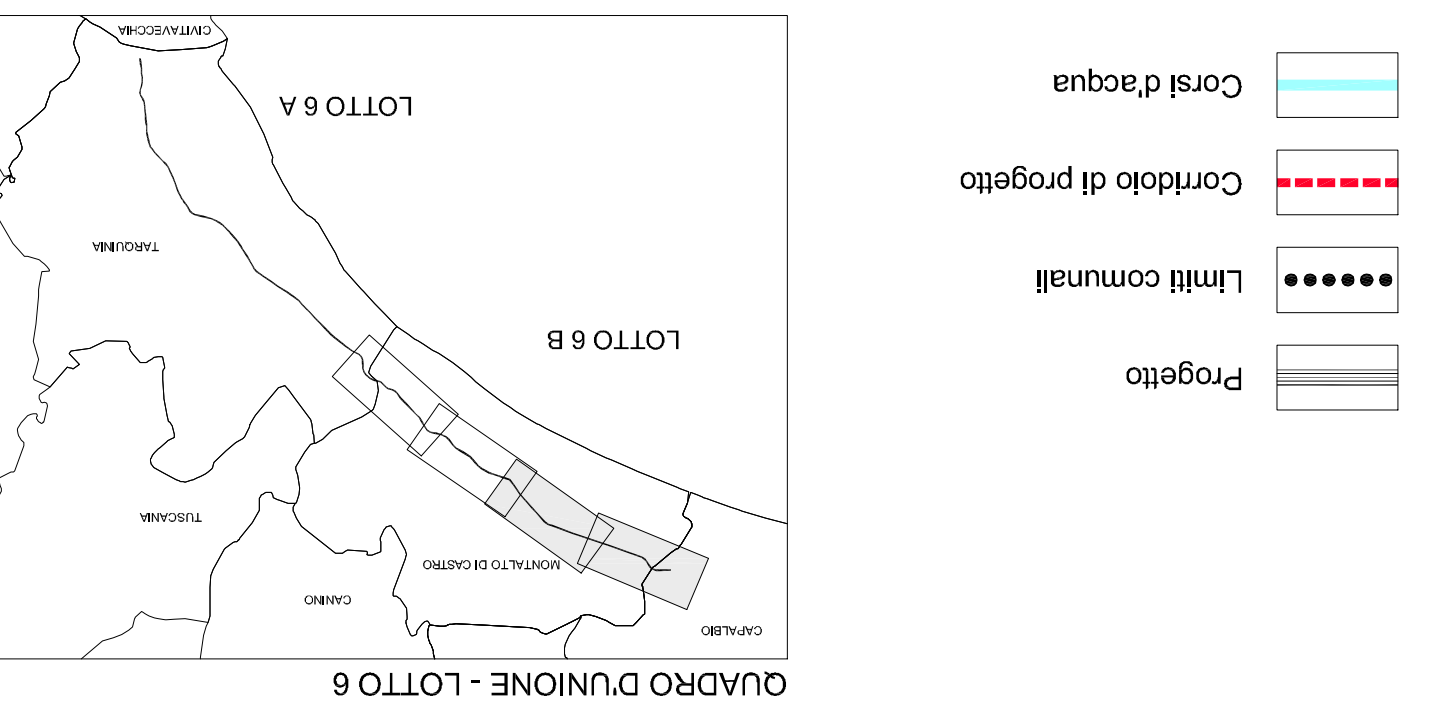 QUADRO D'UNIONE - LOTTO 6
CAPALBIO
CANINO
MONTALTO DI CASTRO
TUSCANIA
LOTTO 6 B
TARQUINIA
LOTTO 6 A
CIVITAVECCHIA
Progetto
Limiti comunali
Corridoio di progetto
Corsi d'acqua